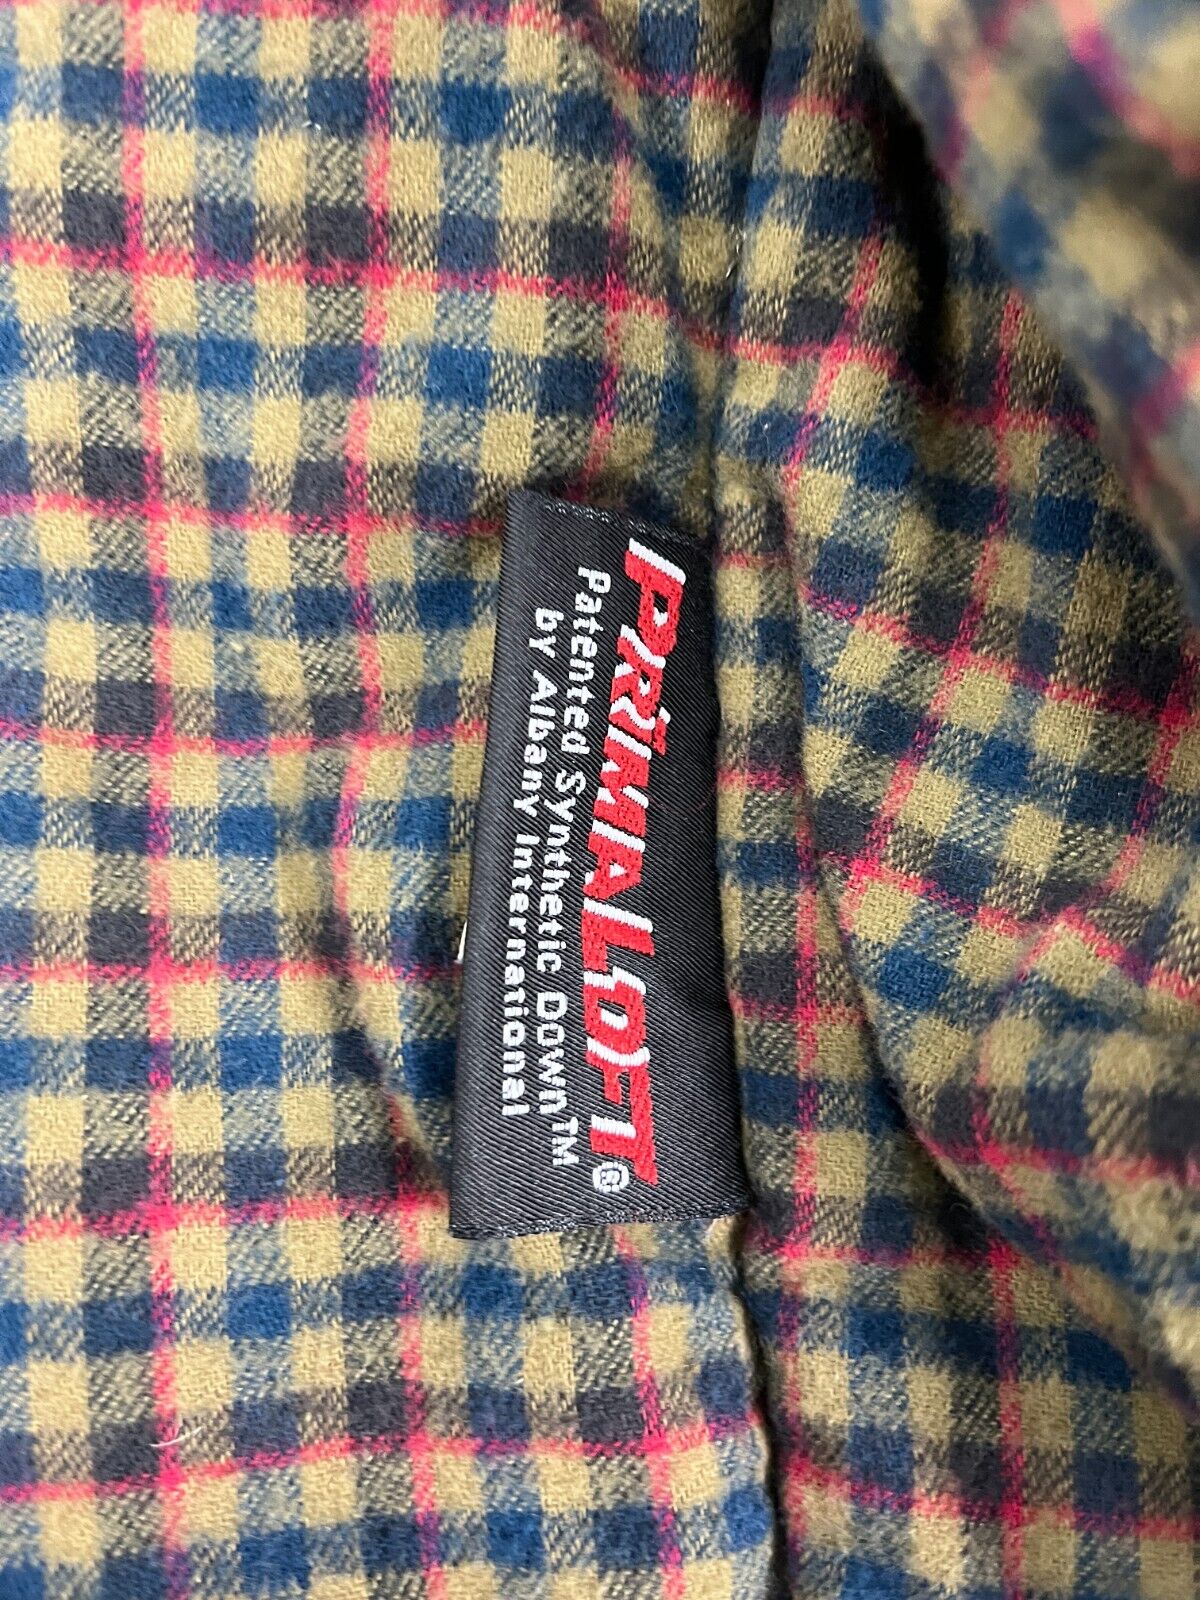 PRiMALOFT®
Patented Synthetic DOWN™
by Albany International